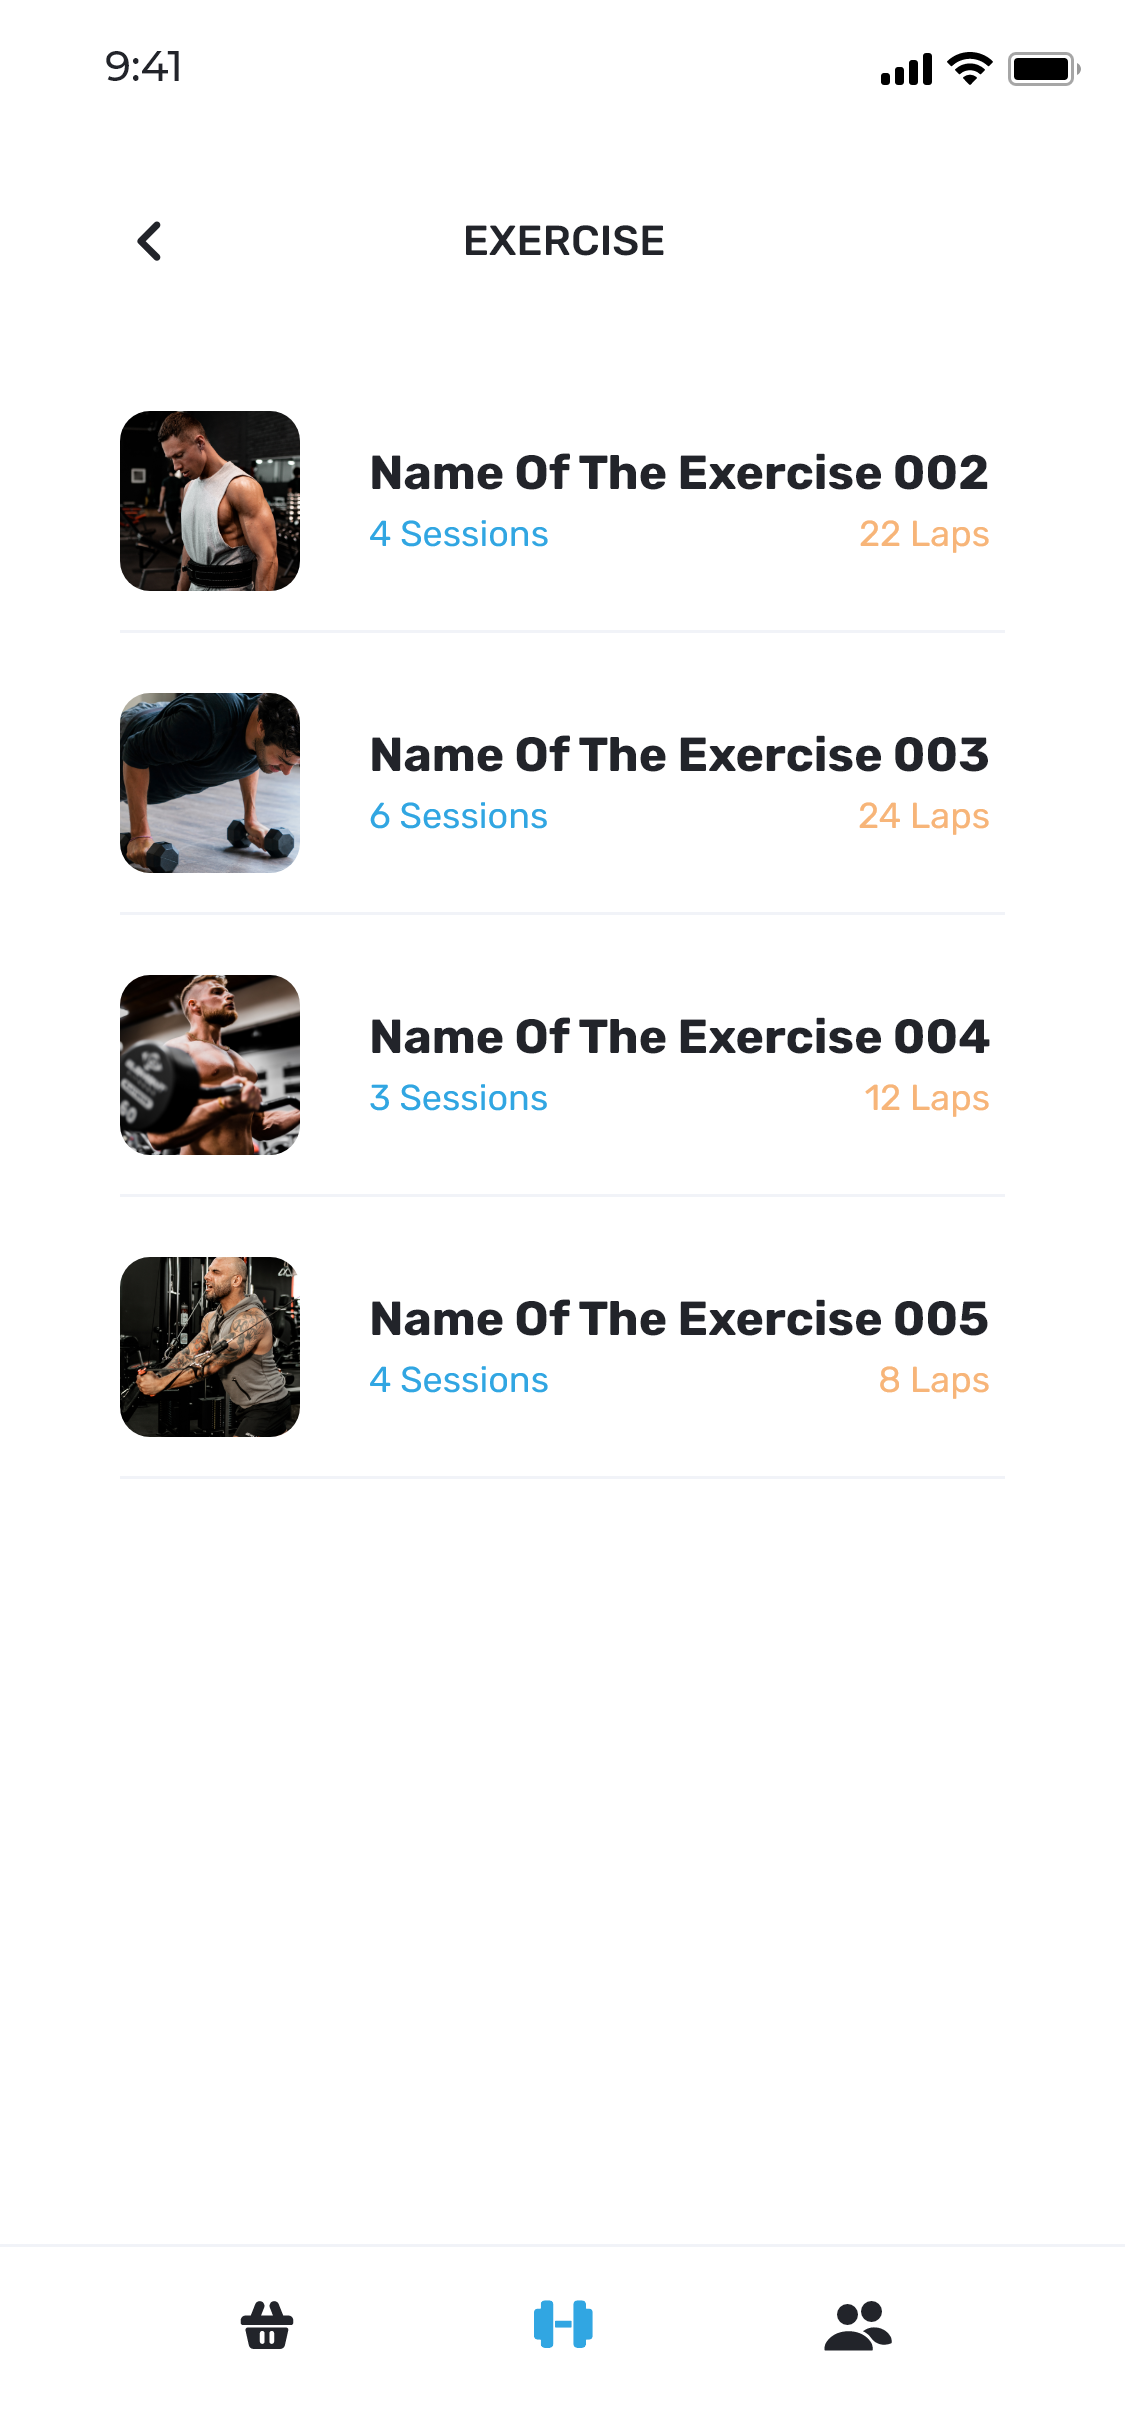 9:41
EXERCISE
Name Of The Exercise 002
4 Sessions 22 Laps
Name Of The Exercise 003
6 Sessions 24 Laps
Name Of The Exercise 004
3 Sessions 12 Laps
Name Of The Exercise 005
4 Sessions 8 Laps